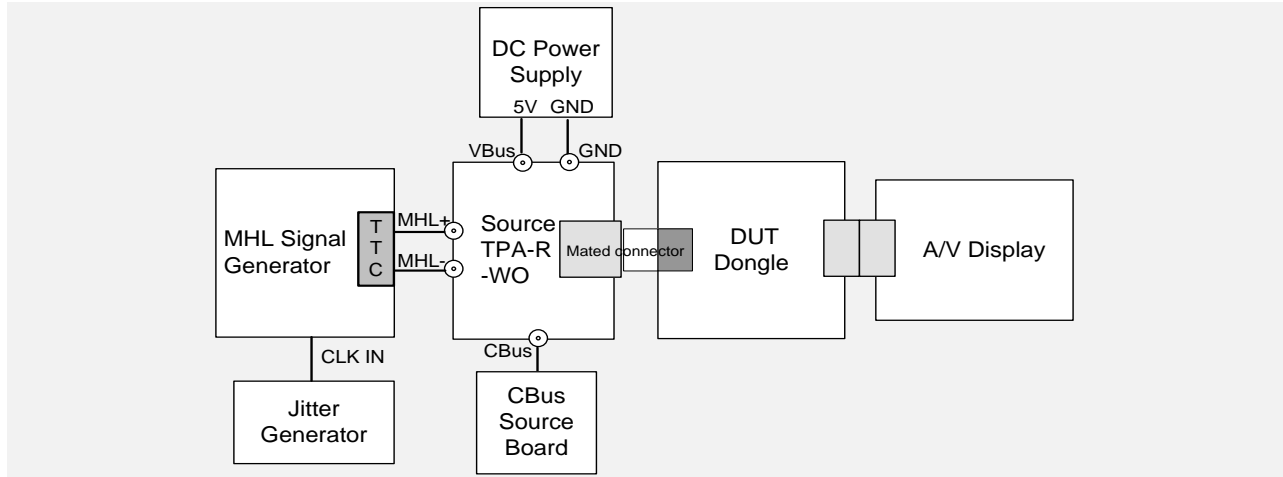 DC Power
Supply
5V GND
VBus
GND
MHL Signal
Generator
T
T
C
MHL+
MHL-
Source
TPA-R
-WO
Mated connector
DUT
Dongle
A/V Display
CLK IN
CBus
Jitter
Generator
CBus
Source
Board